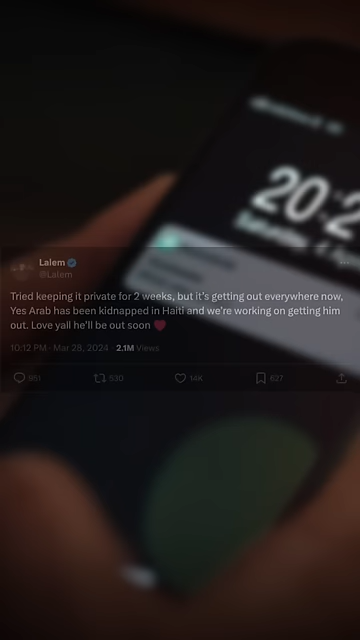 Lalem
@Lalem
Tried keeping it private for 2 weeks, but it's getting out everywhere now,
Yes Arab has been kidnapped in Haiti and we're working on getting him
out. Love yall he'll be out soon ❤️
10:12 PM · Mar 28, 2024 · 2.1M Views
951 530 14K 627
20:2